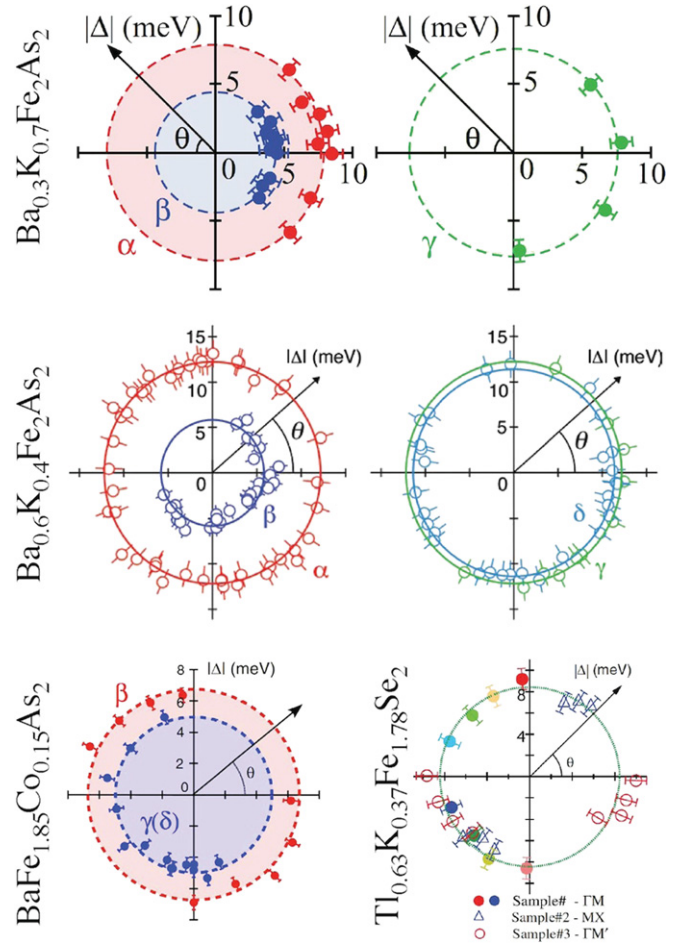 Ba0.3K0.7Fe2As2
|Δ| (meV)
10
5
θ
0
5
10
β
α
|Δ| (meV)
10
5
θ
0
5
10
γ
Ba0.6K0.4Fe2As2
15
10
5
0
|Δ| (meV)
θ
β
α
15
10
5
0
|Δ| (meV)
θ
δ
γ
BaFe1.85Co0.15As2
β
8
6
4
2
0
|Δ| (meV)
θ
γ(δ)
Tl0.63K0.37Fe1.78Se2
8
4
0
|Δ| (meV)
θ
Sample# - ΓM
Sample#2 - MX
Sample#3 - ΓM′